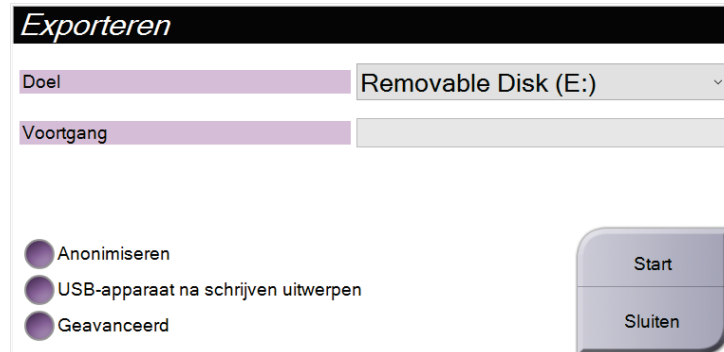 Exporteren
Doel
Removable Disk (E:)
Voortgang
Anonimiseren
USB-apparaat na schrijven uitwerpen
Geavanceerd
Start
Sluiten